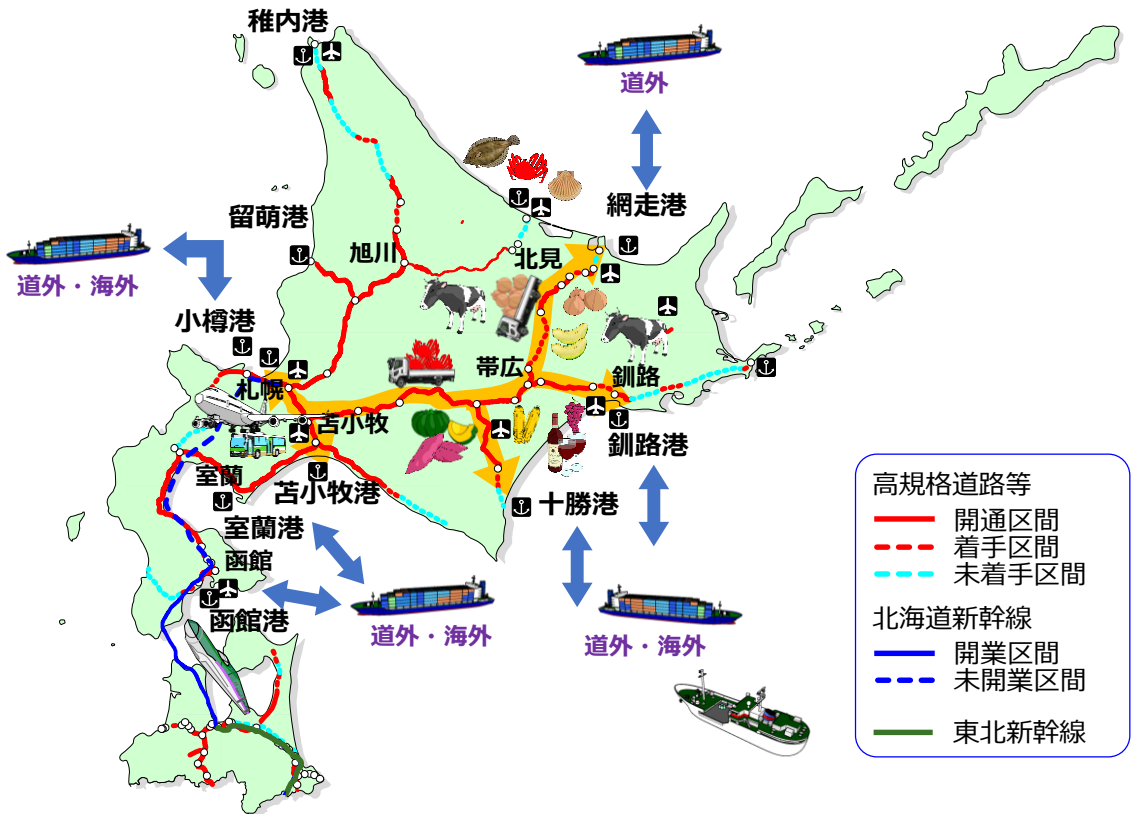 稚内港
道外
網走港
留萌港
旭川
北見
道外・海外
小樽港
帯広
釧路
札幌
苫小牧
釧路港
室蘭
苫小牧港
十勝港
室蘭港
函館
函館港
道外・海外
道外・海外
高規格道路等
開通区間
着手区間
未着手区間
北海道新幹線
開業区間
未開業区間
東北新幹線